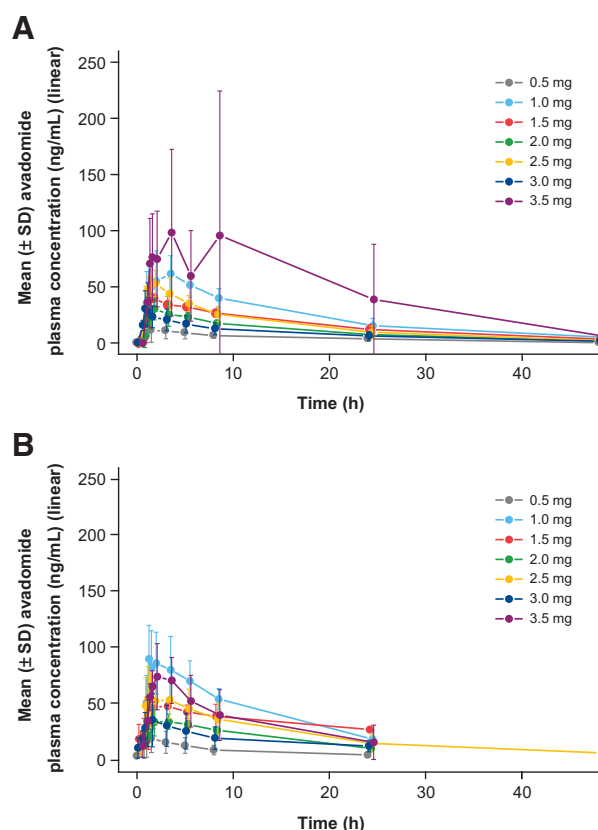 A
Mean (± SD) avadomide
plasma concentration (ng/mL) (linear)
250
200
150
100
50
0
0.5 mg
1.0 mg
1.5 mg
2.0 mg
2.5 mg
3.0 mg
3.5 mg
0 10 20 30 40
Time (h)
B
Mean (± SD) avadomide
plasma concentration (ng/mL) (linear)
250
200
150
100
50
0
0.5 mg
1.0 mg
1.5 mg
2.0 mg
2.5 mg
3.0 mg
3.5 mg
0 10 20 30 40
Time (h)